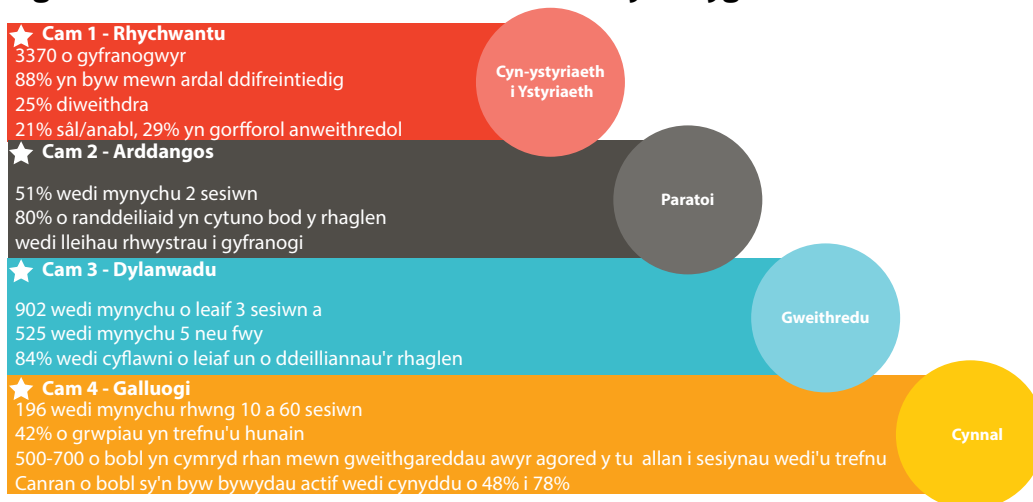 Cam 1 - Rhychwantu
3370 o gyfranogwyr
88% yn byw mewn ardal ddifreintiedig
25% diweithdra
21% sâl/anabl, 29% yn gorfforol anweithredol
Cyn-ystyriaeth
i Ystyriaeth
Cam 2 - Arddangos
51% wedi mynychu 2 sesiwn
80% o randdeiliaid yn cytuno bod y rhaglen
wedi lleihau rhwystrau i gyfranogi
Paratoi
Cam 3 - Dylanwadu
902 wedi mynychu o leaif 3 sesiwn a
525 wedi mynychu 5 neu fwy
84% wedi cyflawni o leiaf un o ddeilliannau'r rhaglen
Gweithredu
Cam 4 - Galluogi
196 wedi mynychu rhwng 10 a 60 sesiwn
42% o grwpiau yn trefnu'u hunain
500-700 o bobl yn cymryd rhan mewn gweithgareddau awyr agored y tu allan i sesiynau wedi'u trefnu
Canran o bobl sy'n byw bywydau actif wedi cynyddu o 48% i 78%
Cynnal